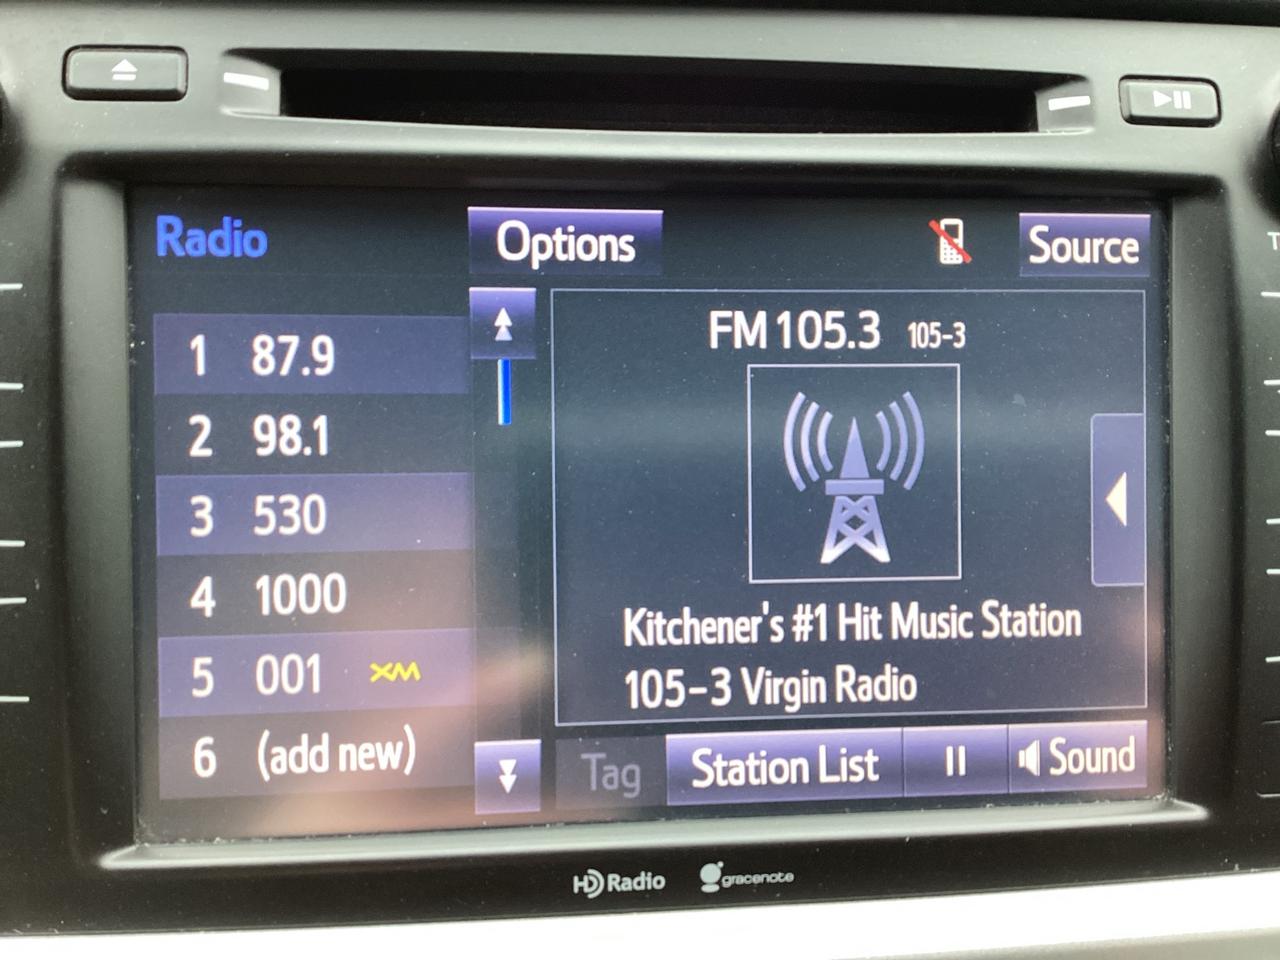 Radio
Options
Source
1 87.9
2 98.1
3 530
4 1000
5 001 XM
6 (add new)
FM 105.3 105-3
Kitchener's #1 Hit Music Station
105-3 Virgin Radio
Tag
Station List
Sound
HD Radio
gracenote
T